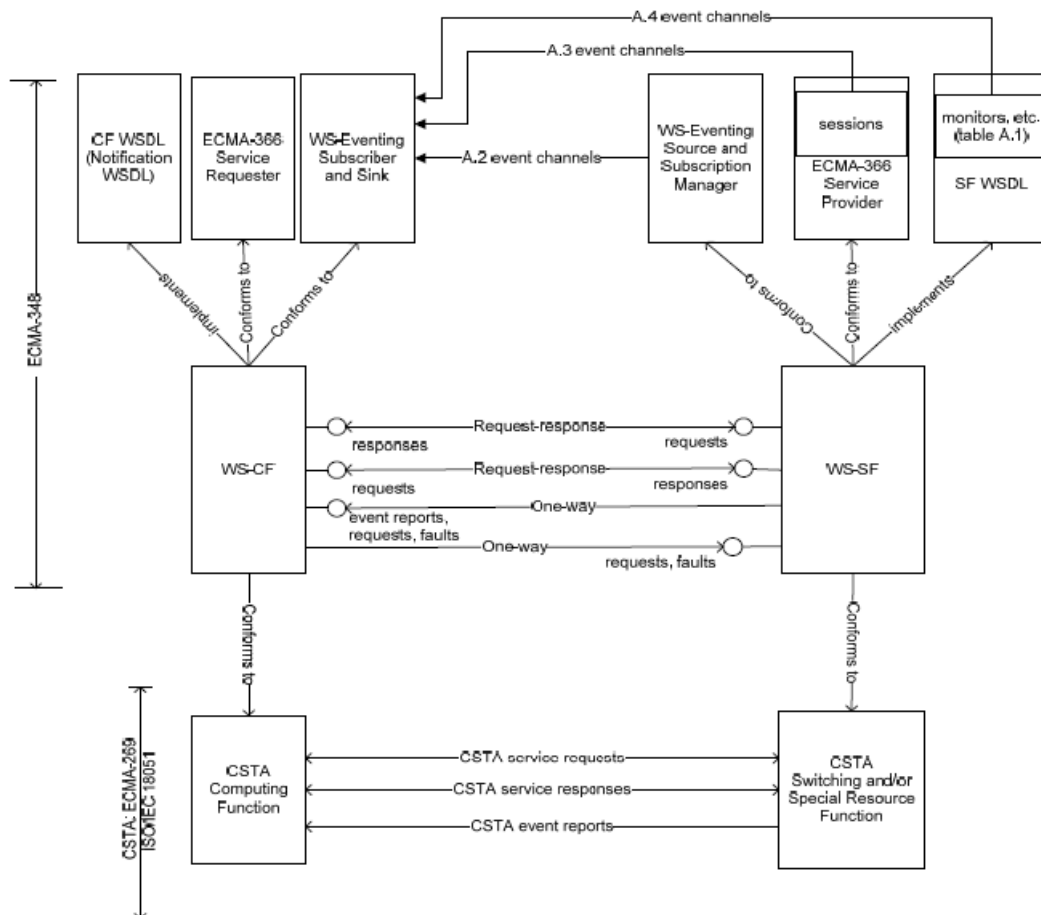 A.4 event channels
A.3 event channels
CF WSDL
(Notification
WSDL)
ECMA-366
Service
Requester
WS-Eventing
Subscriber
and Sink
A.2 event channels
WS-Eventing
Source and
Subscription
Manager
sessions
ECMA-366
Service
Provider
monitors, etc.
(table A.1)
SF WSDL
implements
Conforms to
Conforms to
Conforms to
Conforms to
implements
ECMA-348
WS-CF
WS-SF
Request-response
responses
requests
Request-response
requests
responses
One-way
event reports,
requests, faults
One-way
requests, faults
Conforms to
Conforms to
CSTA: ECMA-269
ISO/IEC 18051
CSTA
Computing
Function
CSTA service requests
CSTA service responses
CSTA event reports
CSTA
Switching and/or
Special Resource
Function